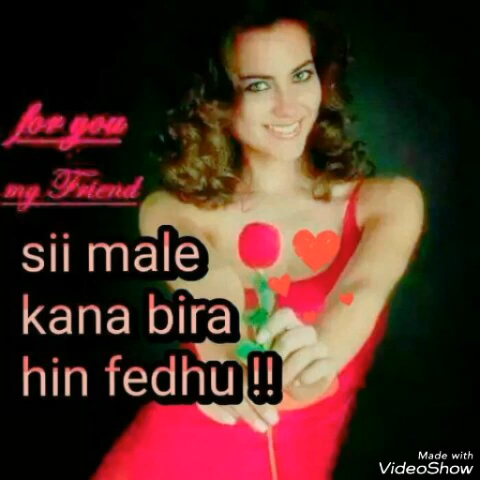 for you
my Friend
sii male
kana bira
hin fedhu !!
Made with
VideoShow